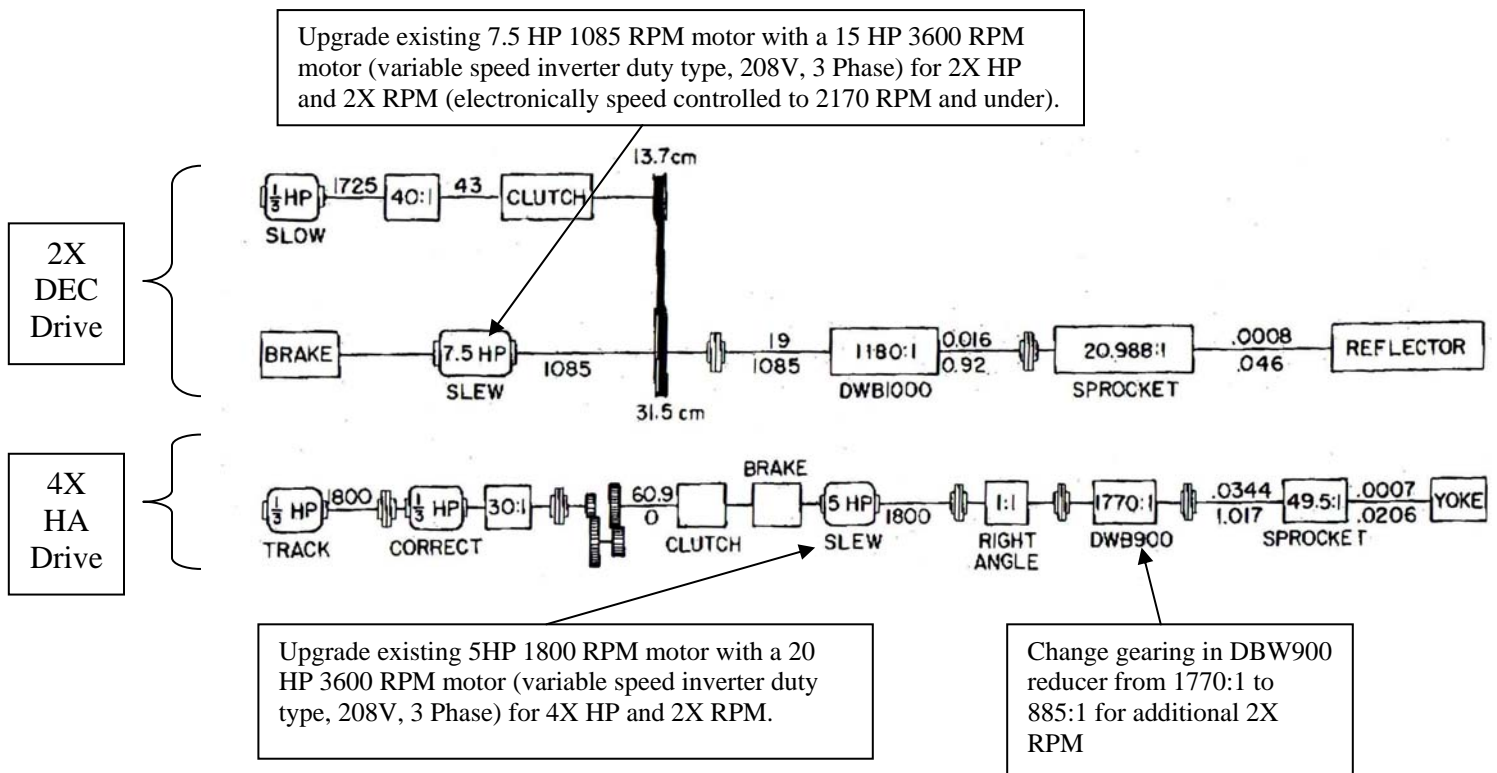 Upgrade existing 7.5 HP 1085 RPM motor with a 15 HP 3600 RPM
motor (variable speed inverter duty type, 208V, 3 Phase) for 2X HP
and 2X RPM (electronically speed controlled to 2170 RPM and under).
2X
DEC
Drive
13.7cm
1/3 HP
1725
40:1
43
CLUTCH
SLOW
BRAKE
7.5 HP
1085
19
1085
1180:1
0.016
0.92
20.988:1
.0008
.046
REFLECTOR
SLEW
DWB1000
SPROCKET
31.5 cm
4X
HA
Drive
BRAKE
1/3 HP
1800
1/3 HP
30:1
60.9
0
5 HP
1800
1:1
1770:1
.0344
1.017
49.5:1
.0007
.0206
YOKE
TRACK
CORRECT
CLUTCH
SLEW
RIGHT
ANGLE
DWB900
SPROCKET
Upgrade existing 5HP 1800 RPM motor with a 20
HP 3600 RPM motor (variable speed inverter duty
type, 208V, 3 Phase) for 4X HP and 2X RPM.
Change gearing in DBW900
reducer from 1770:1 to
885:1 for additional 2X
RPM